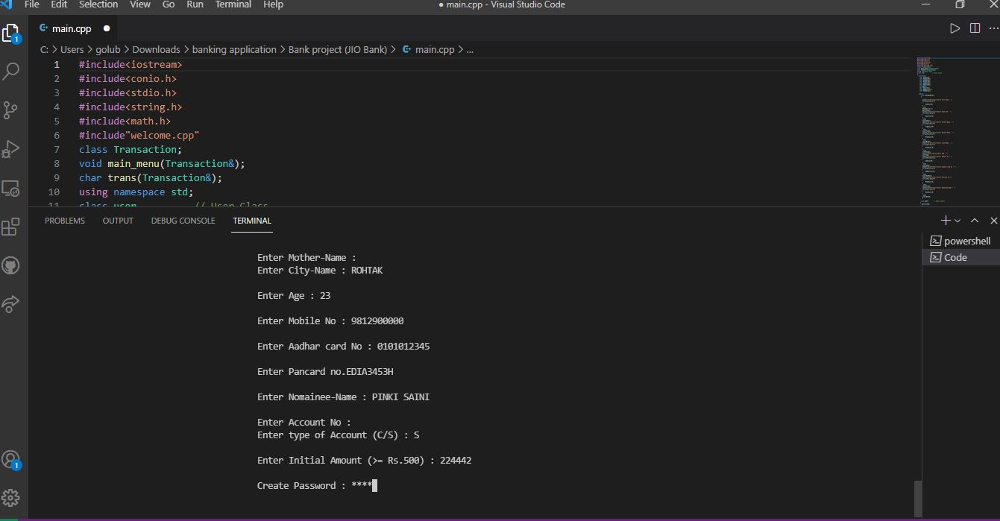 File Edit Selection View Go Run Terminal Help ● main.cpp - Visual Studio Code
main.cpp
C: > Users > golub > Downloads > banking application > Bank project (JIO Bank) > main.cpp > ...
1 #include<iostream>
2 #include<conio.h>
3 #include<stdio.h>
4 #include<string.h>
5 #include<math.h>
6 #include"welcome.cpp"
7 class Transaction;
8 void main_menu(Transaction&);
9 char trans(Transaction&);
10 using namespace std;
11 class user // User Class
PROBLEMS OUTPUT DEBUG CONSOLE TERMINAL
powershell
Code
Enter Mother-Name :
Enter City-Name : ROHTAK
Enter Age : 23
Enter Mobile No : 9812900000
Enter Aadhar card No : 0101012345
Enter Pancard no.EDIA3453H
Enter Nomainee-Name : PINKI SAINI
Enter Account No :
Enter type of Account (C/S) : S
Enter Initial Amount (>= Rs.500) : 224442
Create Password : ****
1
1